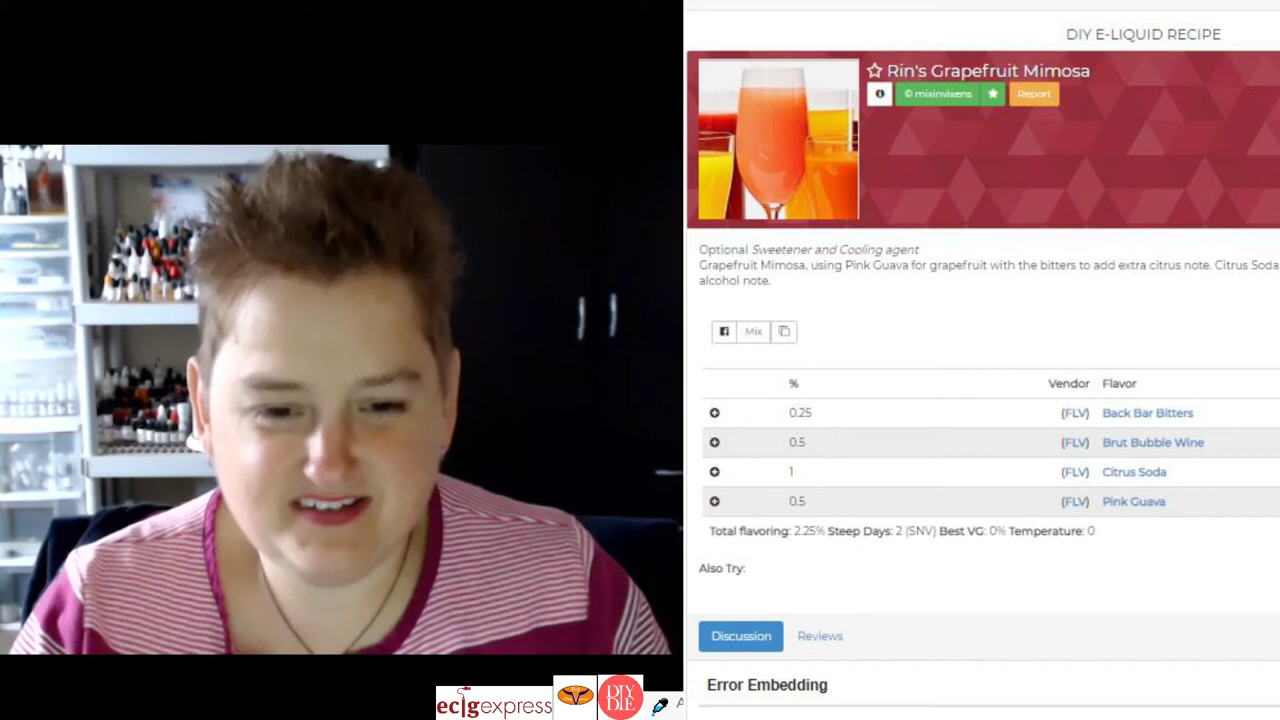 DIY E-LIQUID RECIPE
Rin's Grapefruit Mimosa
© mixinvixens
Report
Optional Sweetener and Cooling agent
Grapefruit Mimosa, using Pink Guava for grapefruit with the bitters to add extra citrus note. Citrus Soda
alcohol note.
Mix
% Vendor Flavor
0.25 (FLV) Back Bar Bitters
0.5 (FLV) Brut Bubble Wine
1 (FLV) Citrus Soda
0.5 (FLV) Pink Guava
Total flavoring: 2.25% Steep Days: 2 (SNV) Best VG: 0% Temperature: 0
Also Try:
Discussion Reviews
Error Embedding
ecigexpress
DIY
DIE
A